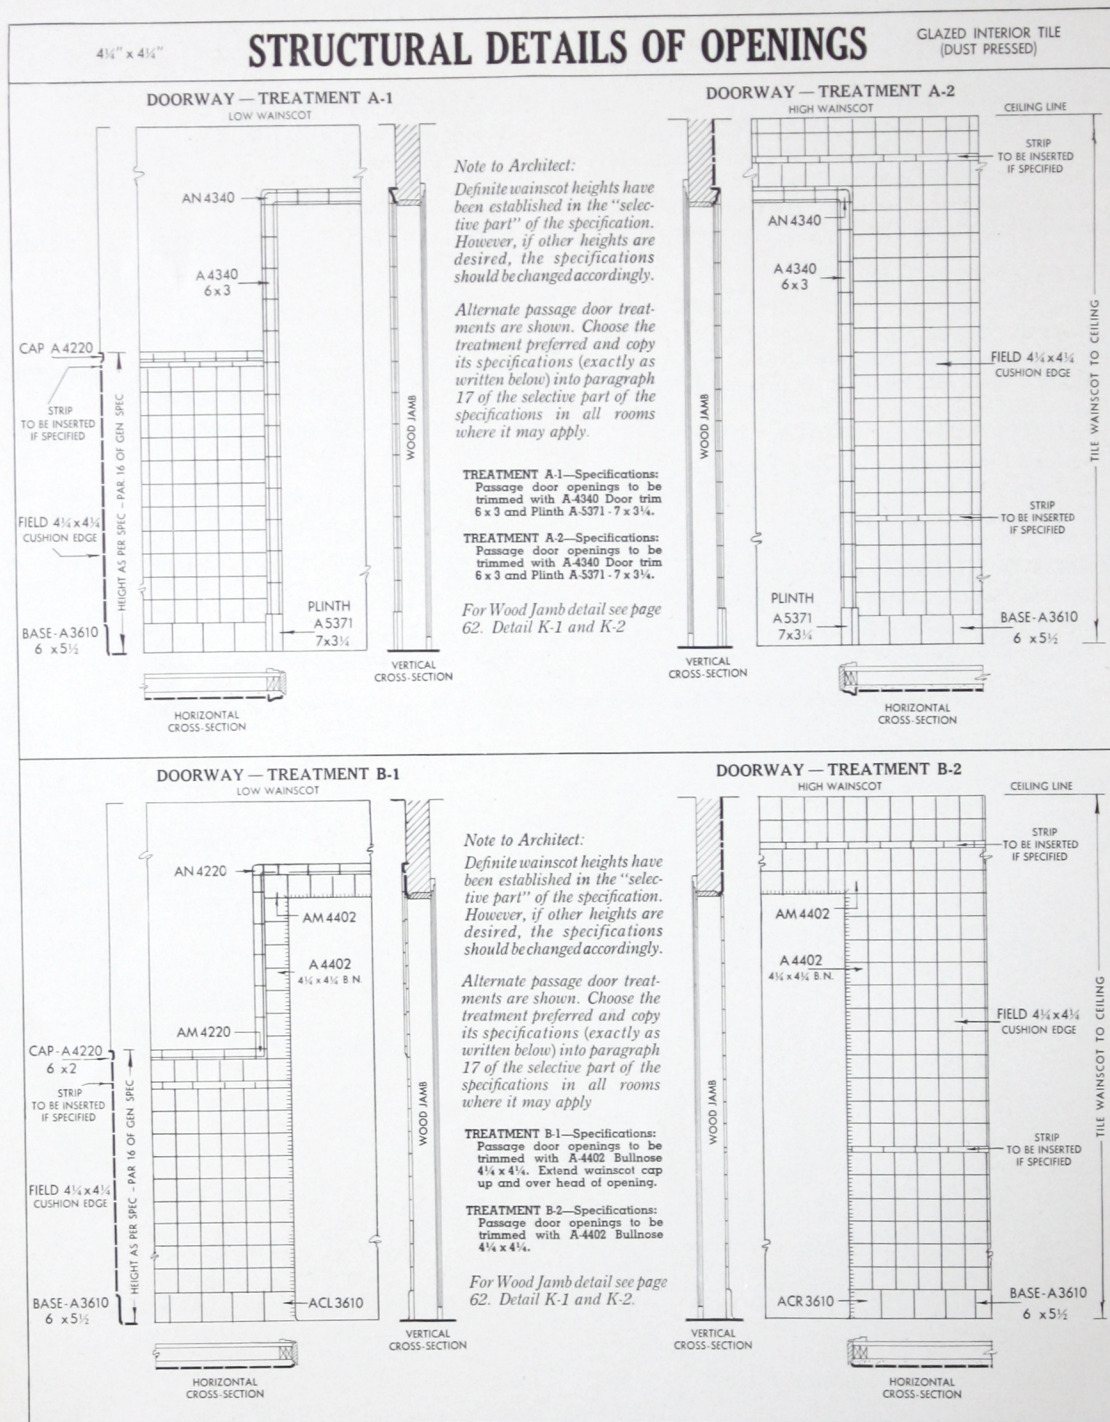 4¼" x 4¼"
STRUCTURAL DETAILS OF OPENINGS
GLAZED INTERIOR TILE
(DUST PRESSED)
DOORWAY — TREATMENT A-1
LOW WAINSCOT
AN 4340
A 4340
6x3
CAP A 4220
STRIP
TO BE INSERTED
IF SPECIFIED
FIELD 4¼ x 4¼
CUSHION EDGE
HEIGHT AS PER SPEC - PAR. 16 OF GEN SPEC
BASE-A3610
6 x5½
PLINTH
A 5371
7x3¼
WOOD JAMB
VERTICAL
CROSS-SECTION
HORIZONTAL
CROSS-SECTION
Note to Architect:
Definite wainscot heights have
been established in the "selec-
tive part" of the specification.
However, if other heights are
desired, the specifications
should be changed accordingly.
Alternate passage door treat-
ments are shown. Choose the
treatment preferred and copy
its specifications (exactly as
written below) into paragraph
17 of the selective part of the
specifications in all rooms
where it may apply.
TREATMENT A-1—Specifications:
Passage door openings to be
trimmed with A-4340 Door trim
6 x 3 and Plinth A-5371 - 7 x 3¼.
TREATMENT A-2—Specifications:
Passage door openings to be
trimmed with A-4340 Door trim
6 x 3 and Plinth A-5371 - 7 x 3¼.
For Wood Jamb detail see page
62. Detail K-1 and K-2
DOORWAY — TREATMENT A-2
HIGH WAINSCOT
CEILING LINE
STRIP
TO BE INSERTED
IF SPECIFIED
AN 4340
A 4340
6x3
FIELD 4¼x4¼
CUSHION EDGE
TILE WAINSCOT TO CEILING
WOOD JAMB
STRIP
TO BE INSERTED
IF SPECIFIED
PLINTH
A 5371
7x3¼
BASE-A3610
6 x5½
VERTICAL
CROSS-SECTION
HORIZONTAL
CROSS-SECTION
DOORWAY — TREATMENT B-1
LOW WAINSCOT
AN 4220
AM 4402
A 4402
4¼ x 4¼ B.N.
AM 4220
CAP-A4220
6 x2
STRIP
TO BE INSERTED
IF SPECIFIED
FIELD 4¼x4¼
CUSHION EDGE
HEIGHT AS PER SPEC - PAR 16 OF GEN SPEC
BASE-A3610
6 x5½
ACL3610
WOOD JAMB
VERTICAL
CROSS-SECTION
HORIZONTAL
CROSS-SECTION
Note to Architect:
Definite wainscot heights have
been established in the "selec-
tive part" of the specification.
However, if other heights are
desired, the specifications
should be changed accordingly.
Alternate passage door treat-
ments are shown. Choose the
treatment preferred and copy
its specifications (exactly as
written below) into paragraph
17 of the selective part of the
specifications in all rooms
where it may apply
TREATMENT B-1—Specifications:
Passage door openings to be
trimmed with A-4402 Bullnose
4¼ x 4¼. Extend wainscot cap
up and over head of opening.
TREATMENT B-2—Specifications:
Passage door openings to be
trimmed with A-4402 Bullnose
4¼ x 4¼.
For Wood Jamb detail see page
62. Detail K-1 and K-2.
DOORWAY — TREATMENT B-2
HIGH WAINSCOT
CEILING LINE
STRIP
TO BE INSERTED
IF SPECIFIED
AM 4402
A 4402
4¼ x 4¼ B.N.
FIELD 4¼x4¼
CUSHION EDGE
TILE WAINSCOT TO CEILING
WOOD JAMB
STRIP
TO BE INSERTED
IF SPECIFIED
ACR 3610
BASE-A3610
6 x5½
VERTICAL
CROSS-SECTION
HORIZONTAL
CROSS-SECTION